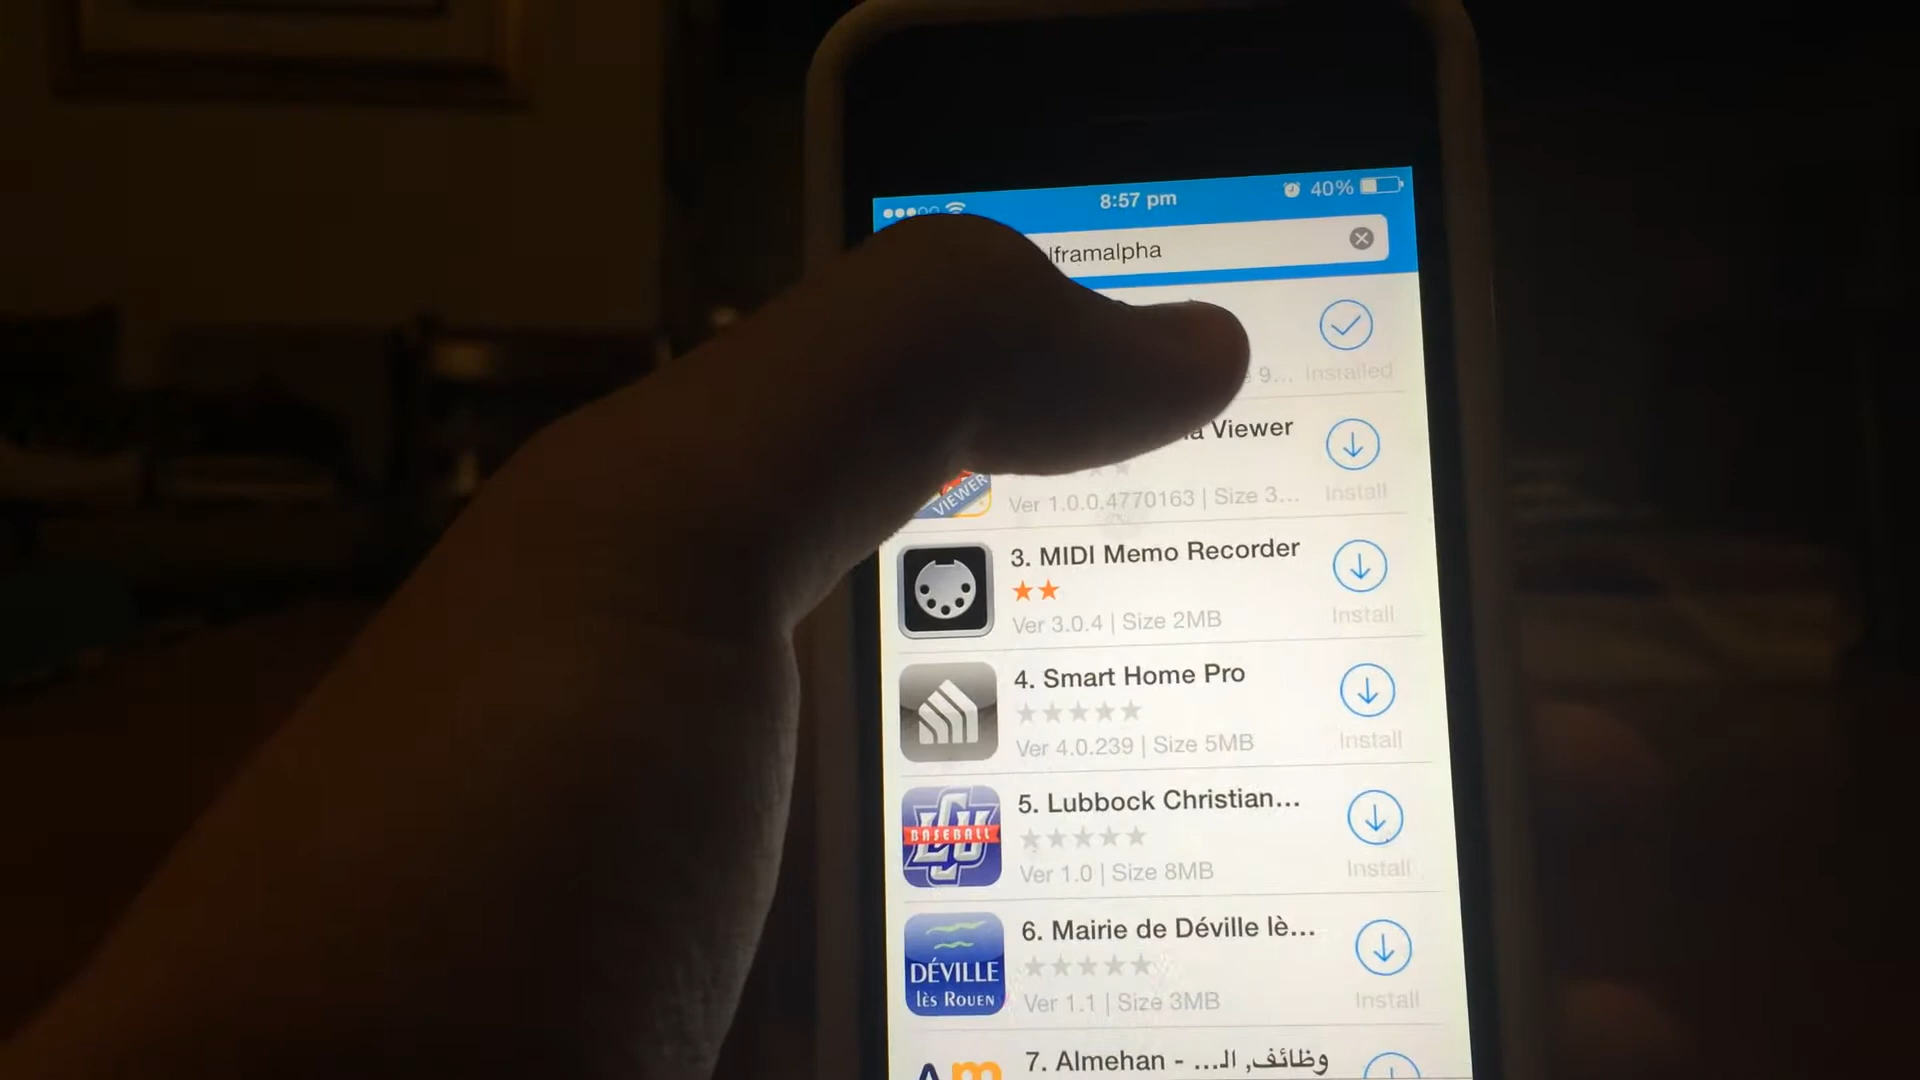 8:57 pm 40%
lframalpha
9... Installed
Viewer
VIEWER
Ver 1.0.0.4770163 | Size 3... Install
3. MIDI Memo Recorder
Ver 3.0.4 | Size 2MB Install
4. Smart Home Pro
Ver 4.0.239 | Size 5MB Install
5. Lubbock Christian...
LCU
BASEBALL
Ver 1.0 | Size 8MB Install
6. Mairie de Déville lè...
DÉVILLE
lès ROUEN
Ver 1.1 | Size 3MB Install
7. Almehan - وظائف, الـ...
Am